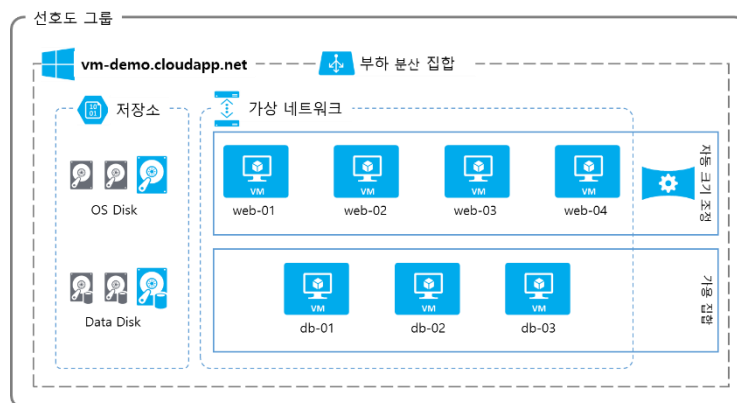 선호도 그룹
vm-demo.cloudapp.net
부하 분산 집합
10
01
저장소
가상 네트워크
OS Disk
Data Disk
VM
VM
VM
VM
web-01
web-02
web-03
web-04
자동 크기 조정
VM
VM
VM
db-01
db-02
db-03
가용 집합